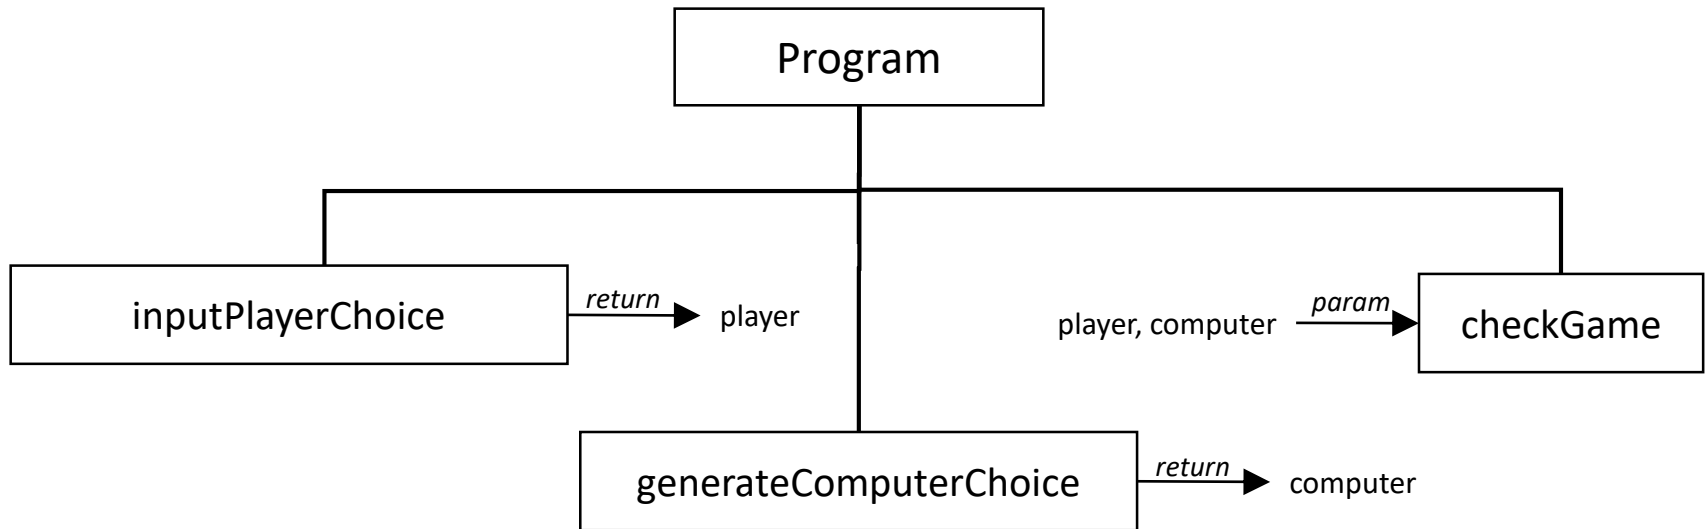 Program
inputPlayerChoice
return
player
player, computer
param
checkGame
generateComputerChoice
return
computer